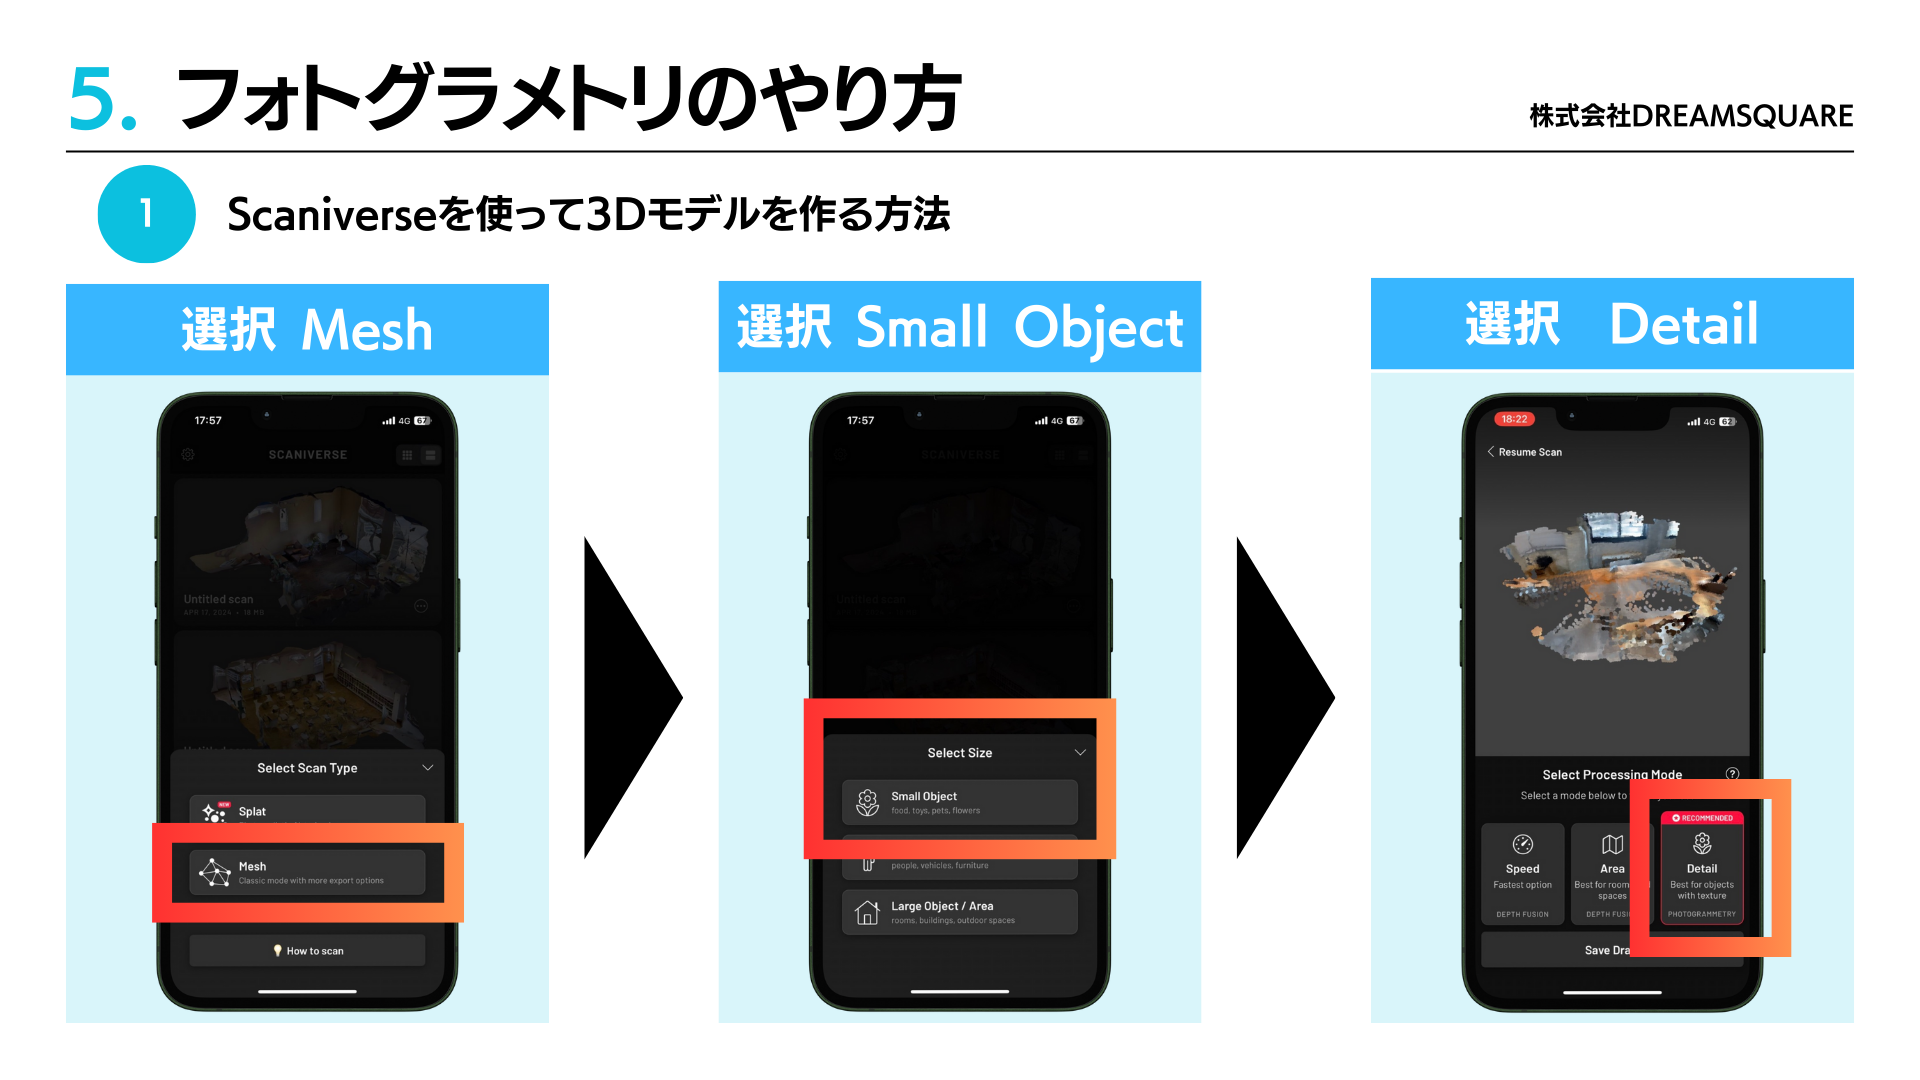 5. フォトグラメトリのやり方
株式会社DREAMSQUARE
1
Scaniverseを使って3Dモデルを作る方法
選択 Mesh
17:57
4G 67
SCANIVERSE
Untitled scan
APR 17, 2024 • 18 MB
Select Scan Type
NEW
Splat
Mesh
Classic mode with more export options
How to scan
選択 Small Object
17:57
4G 67
SCANIVERSE
Untitled scan
Select Size
Small Object
food, toys, pets, flowers
people, vehicles, furniture
Large Object / Area
rooms, buildings, outdoor spaces
選択 Detail
18:22
4G 62
Resume Scan
Select Processing Mode
?
Select a mode below to
Speed
Fastest option
DEPTH FUSION
Area
Best for room
spaces
DEPTH FUS
RECOMMENDED
Detail
Best for objects
with texture
PHOTOGRAMMETRY
Save Dra